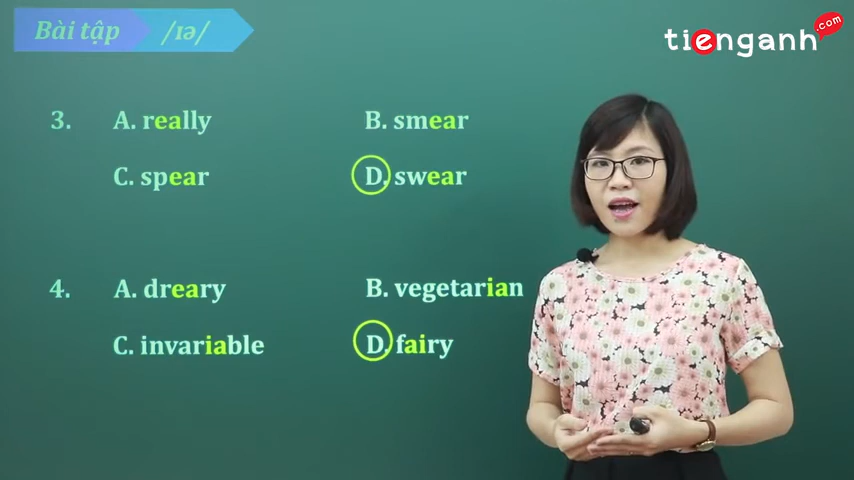 Bài tập /ɪə/
tienganh.com
3. A. really B. smear
C. spear D. swear
4. A. dreary B. vegetarian
C. invariable D. fairy